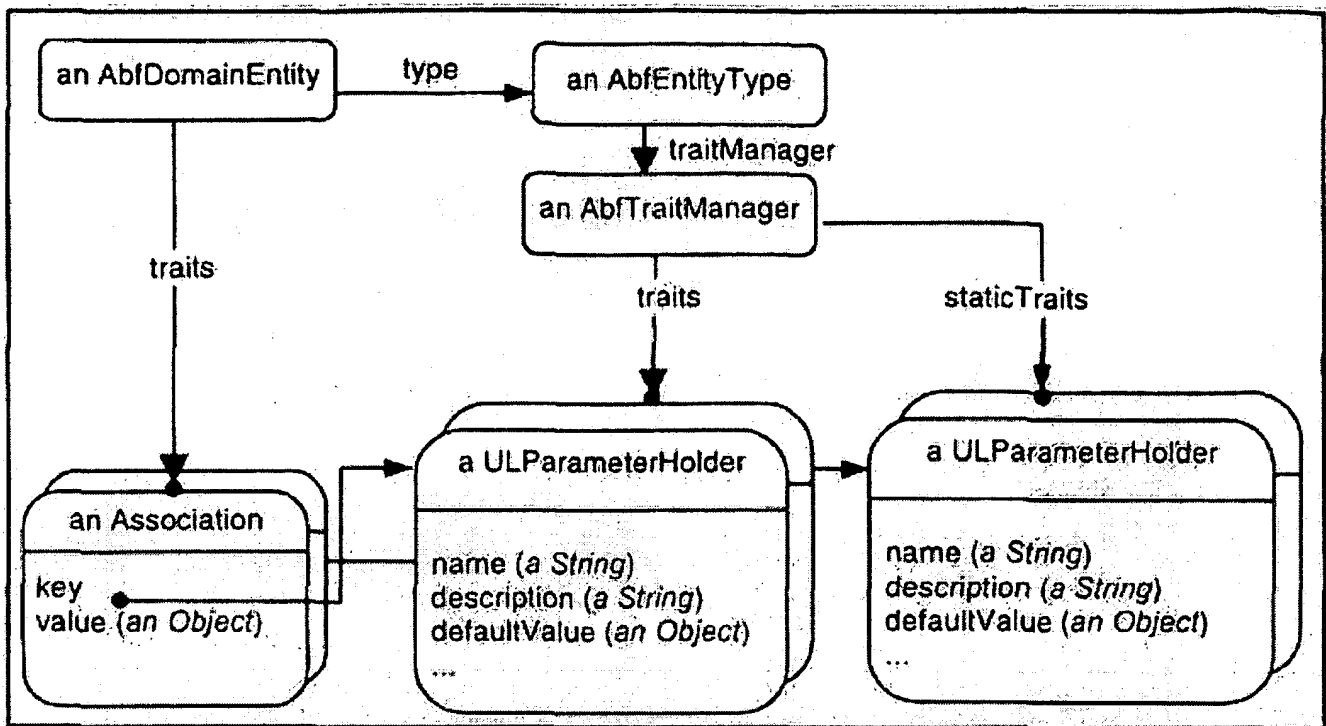 an AbfDomainEntity
type
an AbfEntityType
traitManager
an AbfTraitManager
traits
traits
staticTraits
an Association
key
value (an Object)
a ULParameterHolder
name (a String)
description (a String)
defaultValue (an Object)
...
a ULParameterHolder
name (a String)
description (a String)
defaultValue (an Object)
...